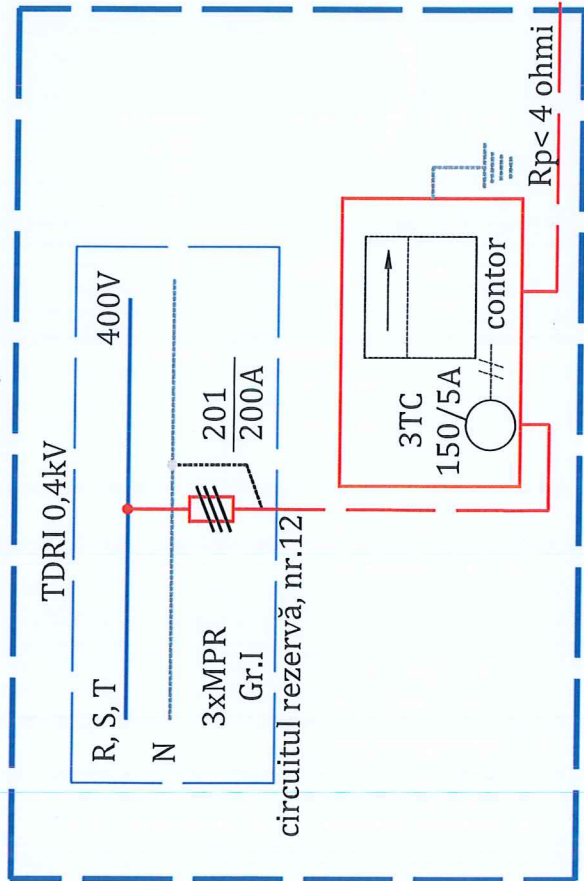 TDRI 0,4kV
R, S, T
400V
N
3xMPR
Gr.I
201
200A
circuitul rezervă, nr.12
3TC
150/5A
contor
Rp< 4 ohmi